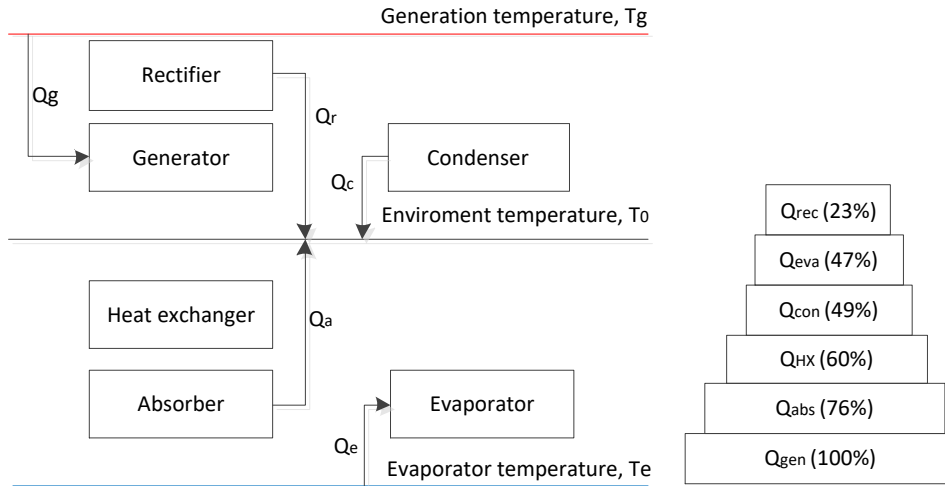 Generation temperature, Tg
Rectifier
Qg
Qr
Generator
Condenser
Qc
Enviroment temperature, T0
Heat exchanger
Qa
Absorber
Evaporator
Qe
Evaporator temperature, Te
Qrec (23%)
Qeva (47%)
Qcon (49%)
QHX (60%)
Qabs (76%)
Qgen (100%)